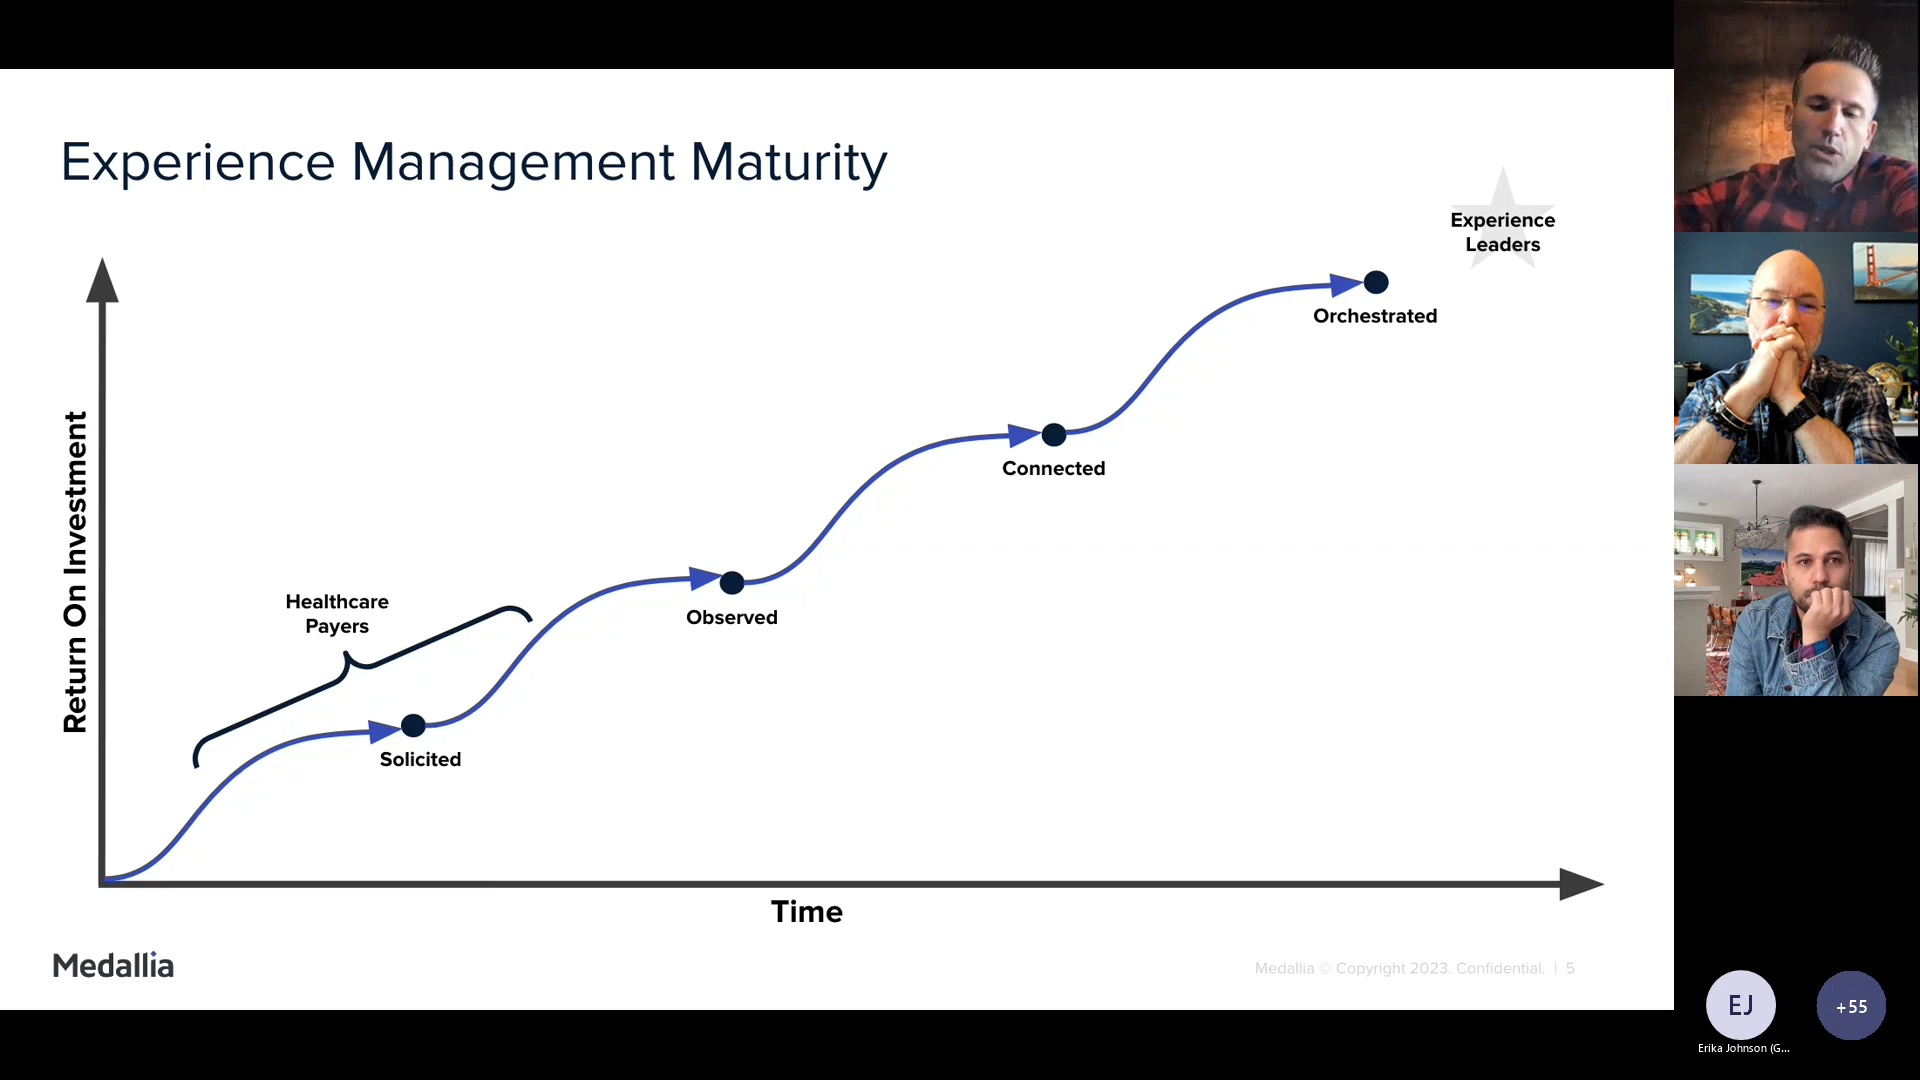 Experience Management Maturity
Experience
Leaders
Orchestrated
Connected
Return On Investment
Healthcare
Payers
Observed
Solicited
Time
Medallia
Medallia © Copyright 2023. Confidential. | 5
EJ
+55
Erika Johnson (G...